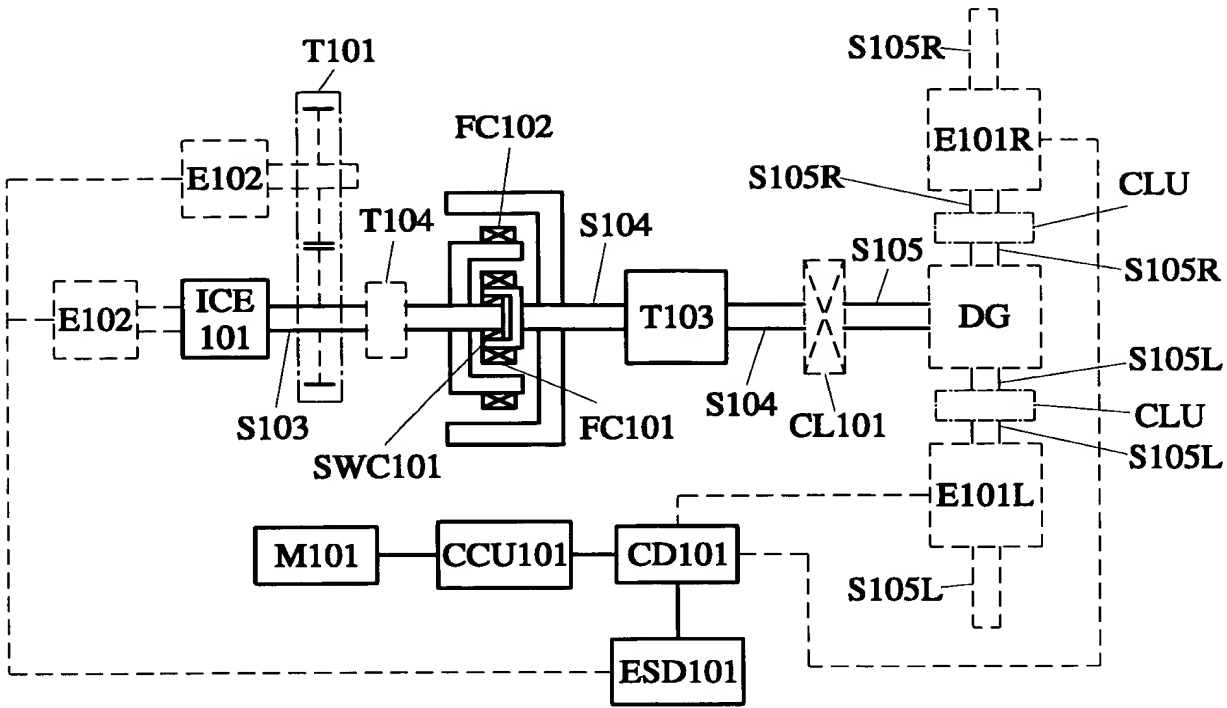 T101
S105R
FC102
E101R
E102
S105R
CLU
T104
S104
S105
S105R
ICE
101
E102
T103
DG
S105L
S103
S104
CL101
CLU
FC101
SWC101
S105L
E101L
M101
CCU101
CD101
S105L
ESD101